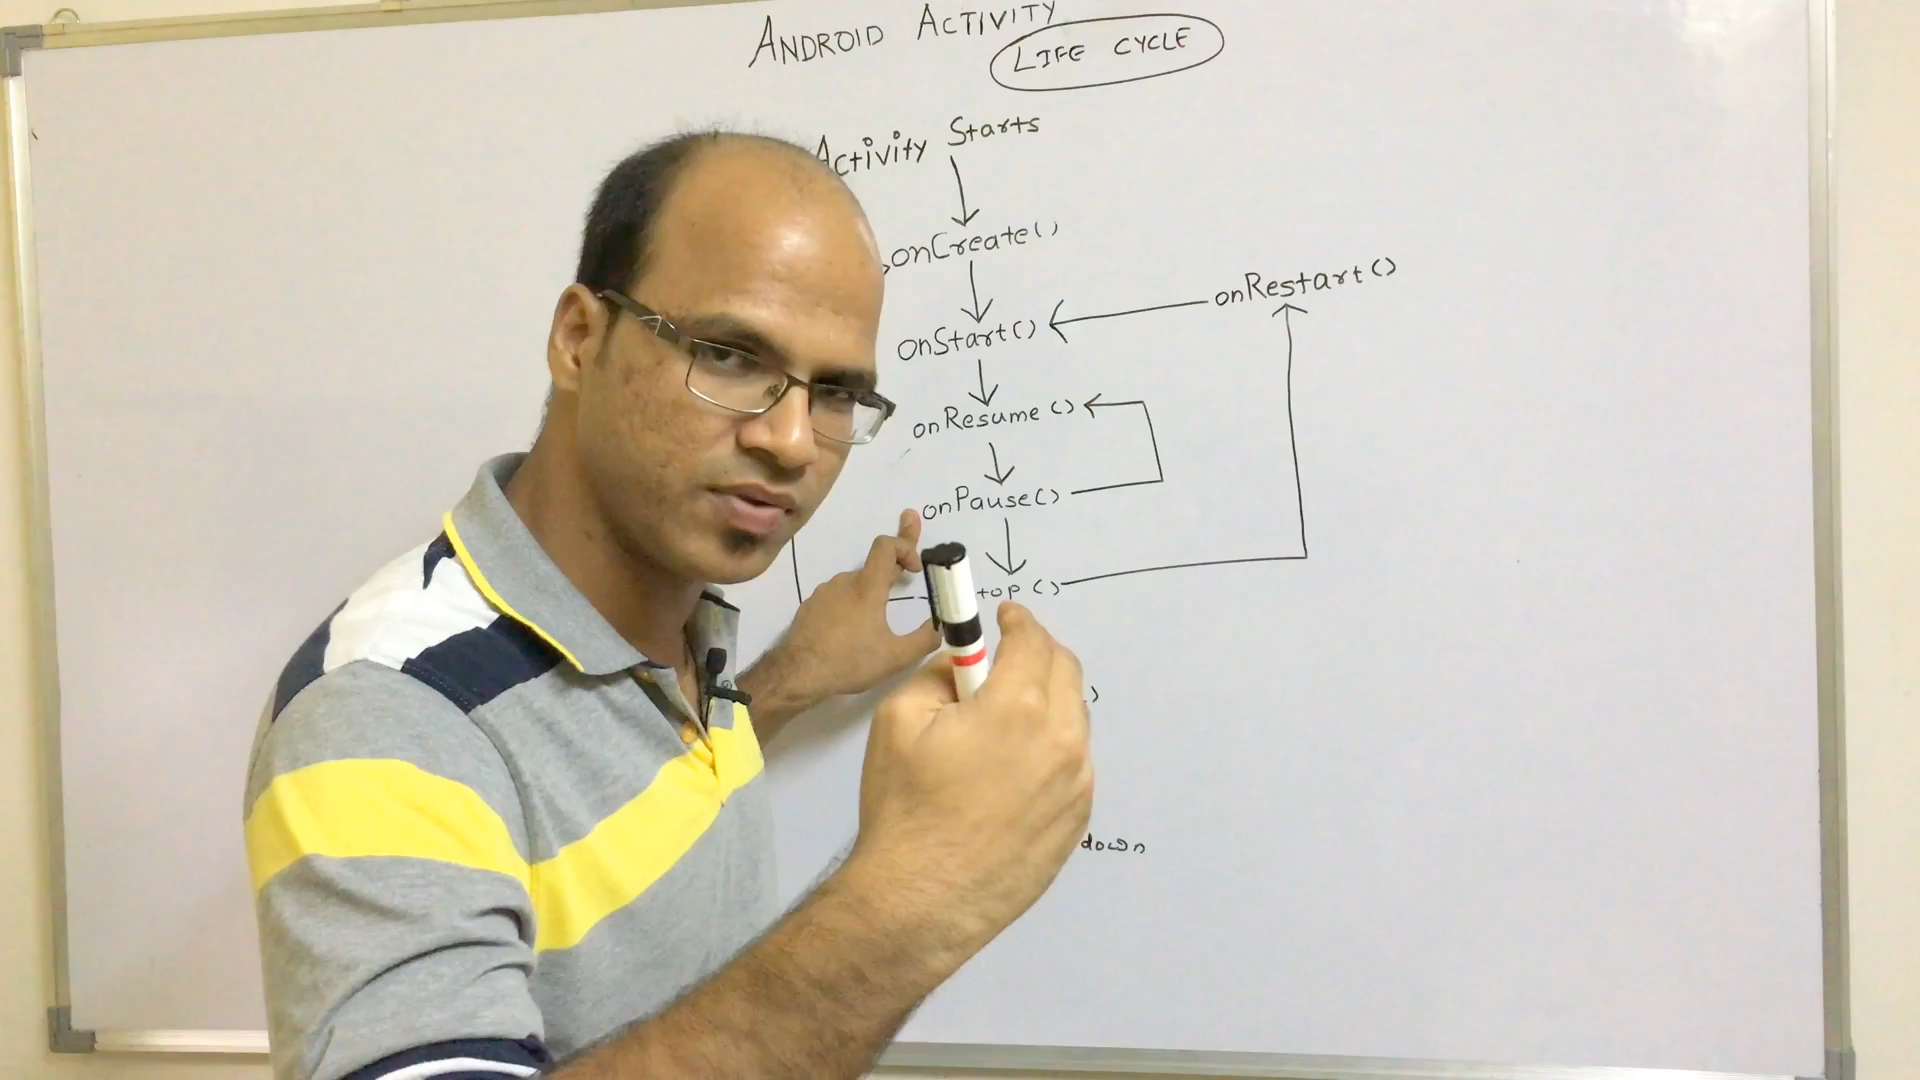 ANDROID ACTIVITY
LIFE CYCLE
Activity Starts
onCreate()
onRestart()
onStart()
onResume()
onPause()
top()
)
down